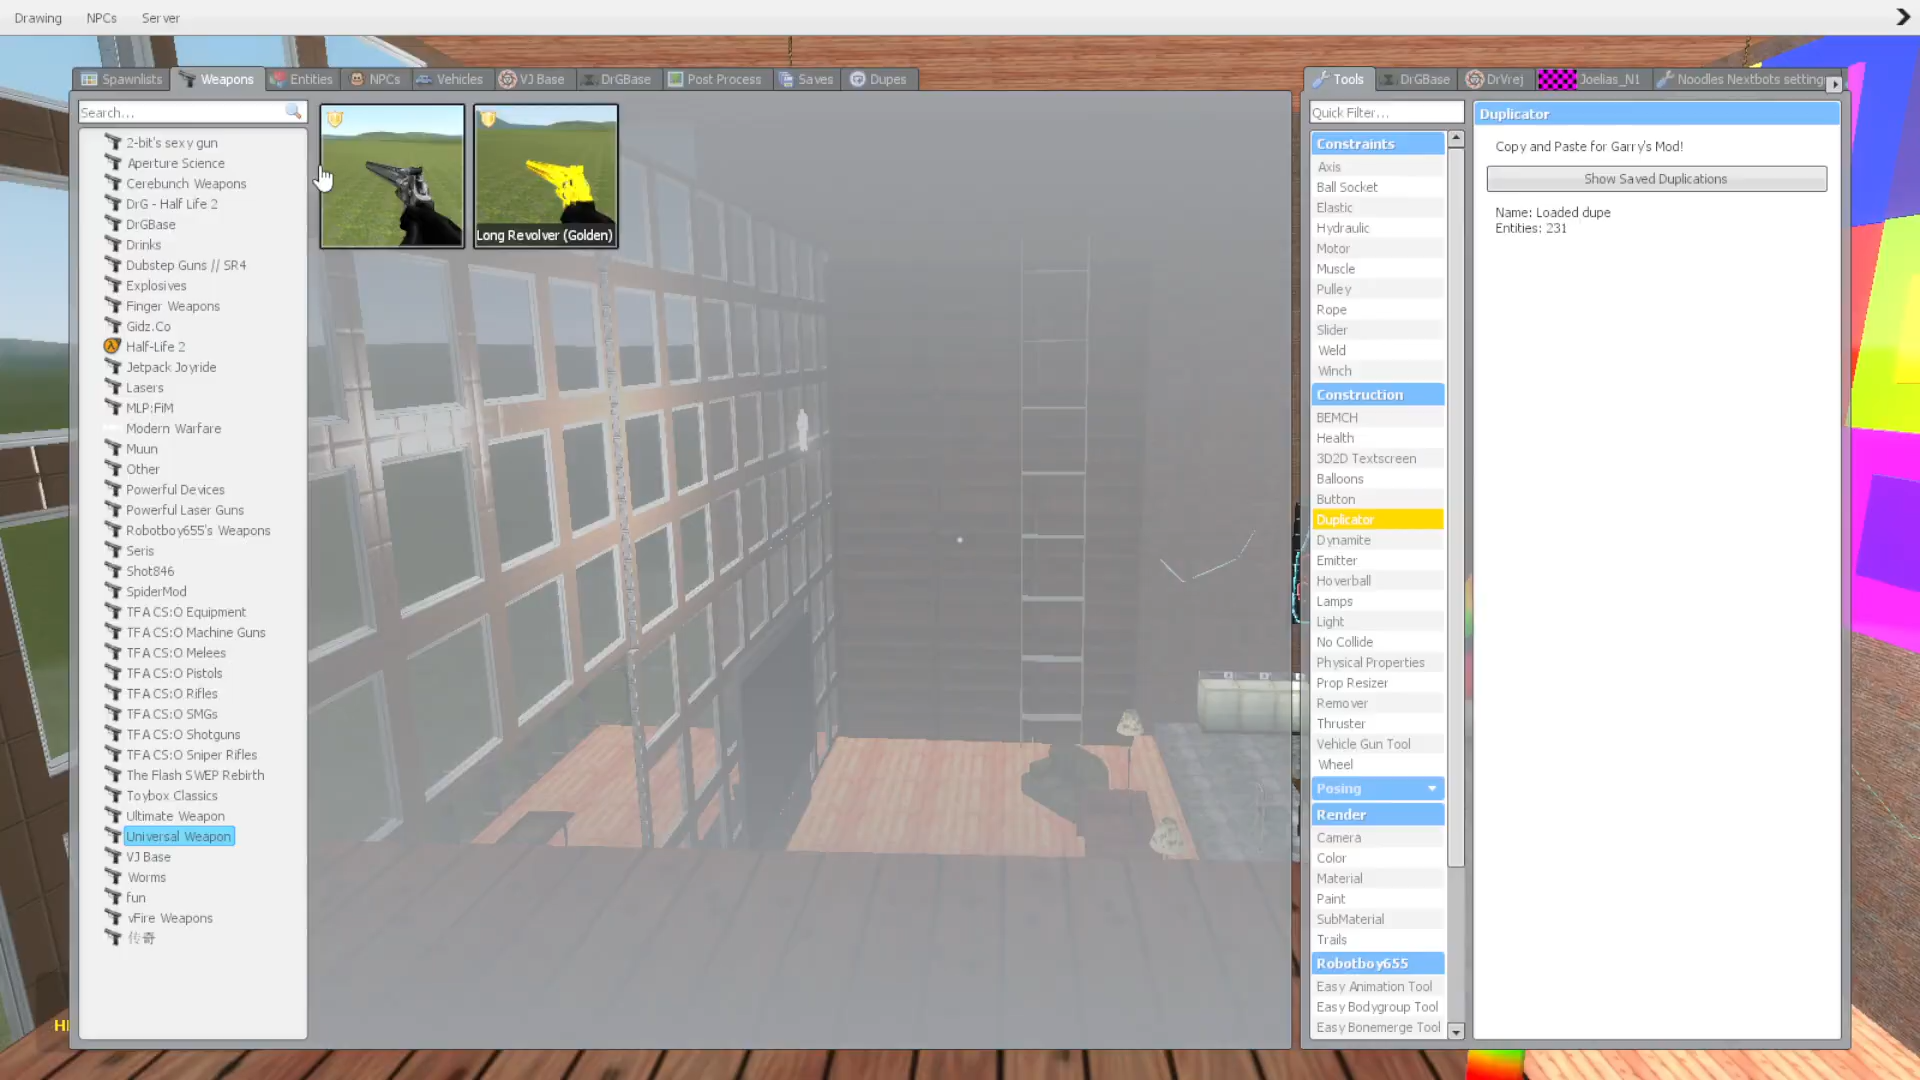 Drawing NPCs Server
Spawnlists Weapons Entities NPCs Vehicles VJ Base DrGBase Post Process Saves Dupes
Search...
2-bit's sexy gun
Aperture Science
Cerebunch Weapons
DrG - Half Life 2
DrGBase
Drinks
Dubstep Guns // SR4
Explosives
Finger Weapons
Gidz.Co
Half-Life 2
Jetpack Joyride
Lasers
MLP:FiM
Modern Warfare
Muun
Other
Powerful Devices
Powerful Laser Guns
Robotboy655's Weapons
Seris
Shot846
SpiderMod
TFA CS:O Equipment
TFA CS:O Machine Guns
TFA CS:O Melees
TFA CS:O Pistols
TFA CS:O Rifles
TFA CS:O SMGs
TFA CS:O Shotguns
TFA CS:O Sniper Rifles
The Flash SWEP Rebirth
Toybox Classics
Ultimate Weapon
Universal Weapon
VJ Base
Worms
fun
vFire Weapons
传奇
Long Revolver (Golden)
Tools DrGBase DrVrej Joelias_N1 Noodles Nextbots setting
Quick Filter...
Constraints
Axis
Ball Socket
Elastic
Hydraulic
Motor
Muscle
Pulley
Rope
Slider
Weld
Winch
Construction
BEMCH
Health
3D2D Textscreen
Balloons
Button
Duplicator
Dynamite
Emitter
Hoverball
Lamps
Light
No Collide
Physical Properties
Prop Resizer
Remover
Thruster
Vehicle Gun Tool
Wheel
Posing
Render
Camera
Color
Material
Paint
SubMaterial
Trails
Robotboy655
Easy Animation Tool
Easy Bodygroup Tool
Easy Bonemerge Tool
Duplicator
Copy and Paste for Garry's Mod!
Show Saved Duplications
Name: Loaded dupe
Entities: 231